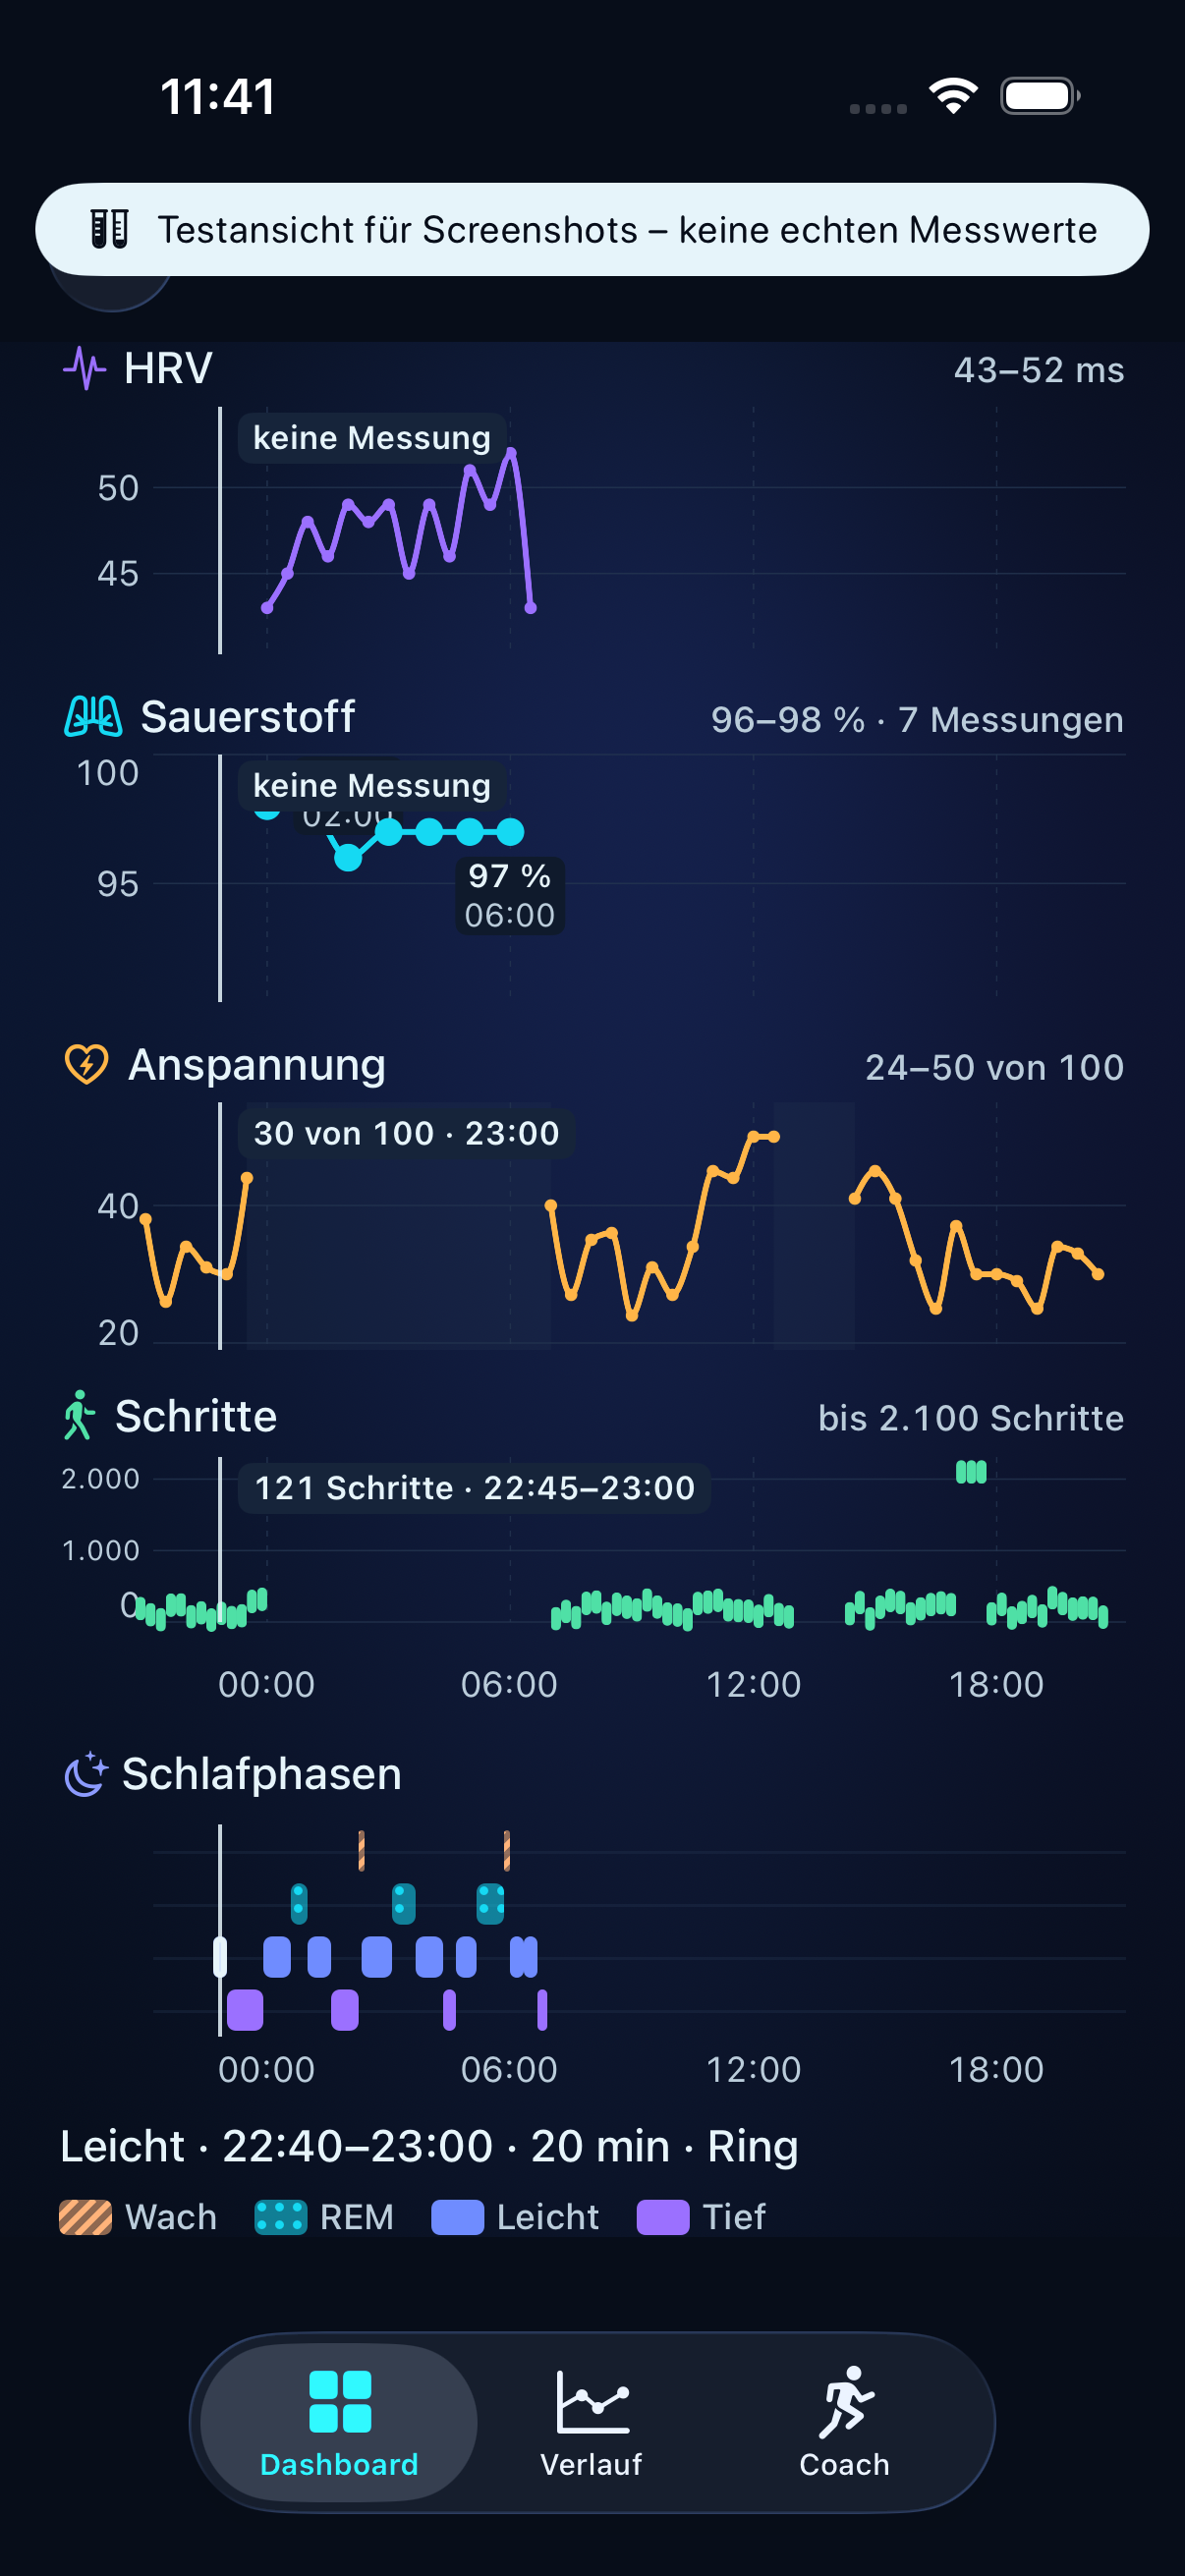 11:41
Testansicht für Screenshots – keine echten Messwerte
HRV
43–52 ms
keine Messung
50
45
Sauerstoff
96–98 % · 7 Messungen
100
keine Messung
02:00
95
97 %
06:00
Anspannung
24–50 von 100
30 von 100 · 23:00
40
20
Schritte
bis 2.100 Schritte
2.000
121 Schritte · 22:45–23:00
1.000
0
00:00 06:00 12:00 18:00
Schlafphasen
00:00 06:00 12:00 18:00
Leicht · 22:40–23:00 · 20 min · Ring
Wach REM Leicht Tief
Dashboard Verlauf Coach